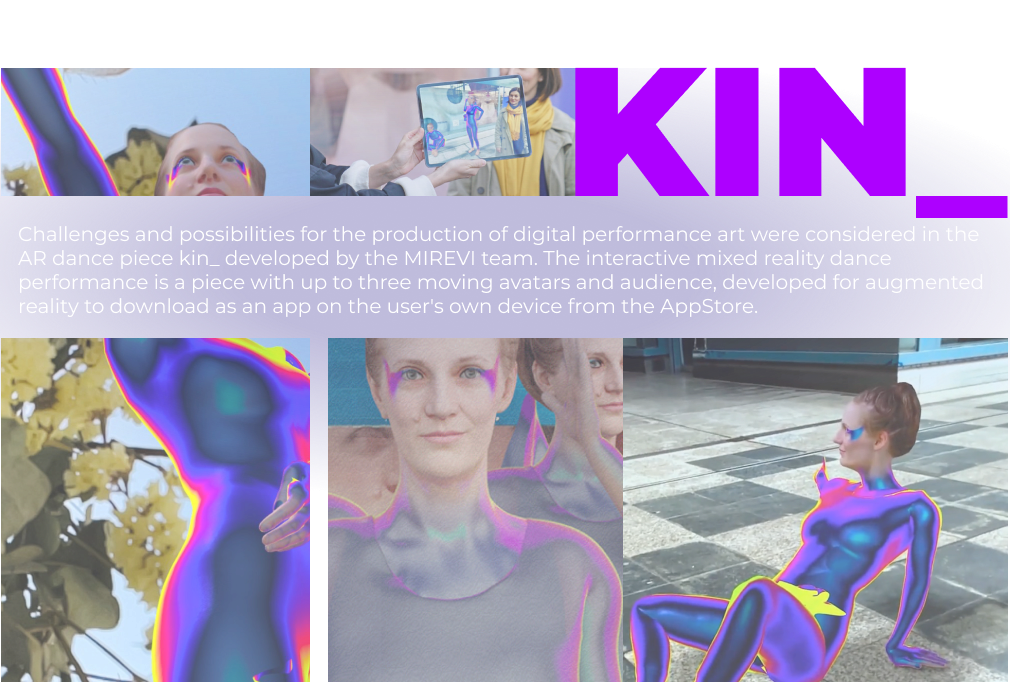 KIN_
Challenges and possibilities for the production of digital performance art were considered in the
AR dance piece kin_ developed by the MIREVI team. The interactive mixed reality dance
performance is a piece with up to three moving avatars and audience, developed for augmented
reality to download as an app on the user's own device from the AppStore.